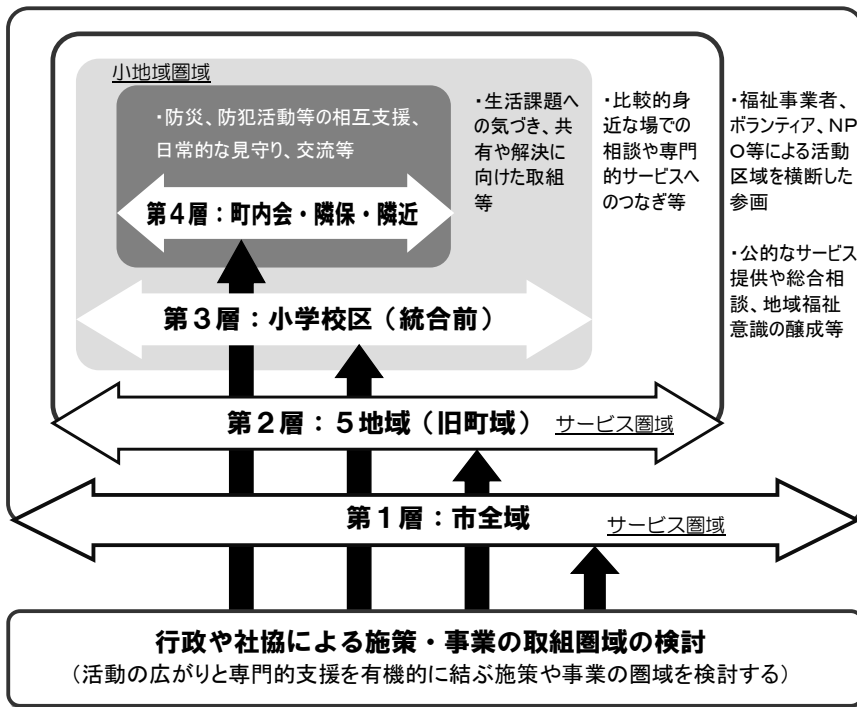 小地域圏域
・防災、防犯活動等の相互支援、
日常的な見守り、交流等
第4層：町内会・隣保・隣近
・生活課題へ
の気づき、共
有や解決に
向けた取組
等
・比較的身
近な場での
相談や専門
的サービスへ
のつなぎ等
・福祉事業者、
ボランティア、NP
O等による活動
区域を横断した
参画
・公的なサービス
提供や総合相
談、地域福祉
意識の醸成等
第3層：小学校区（統合前）
第2層：5地域（旧町域）
サービス圏域
第1層：市全域
サービス圏域
行政や社協による施策・事業の取組圏域の検討
（活動の広がりと専門的支援を有機的に結ぶ施策や事業の圏域を検討する）